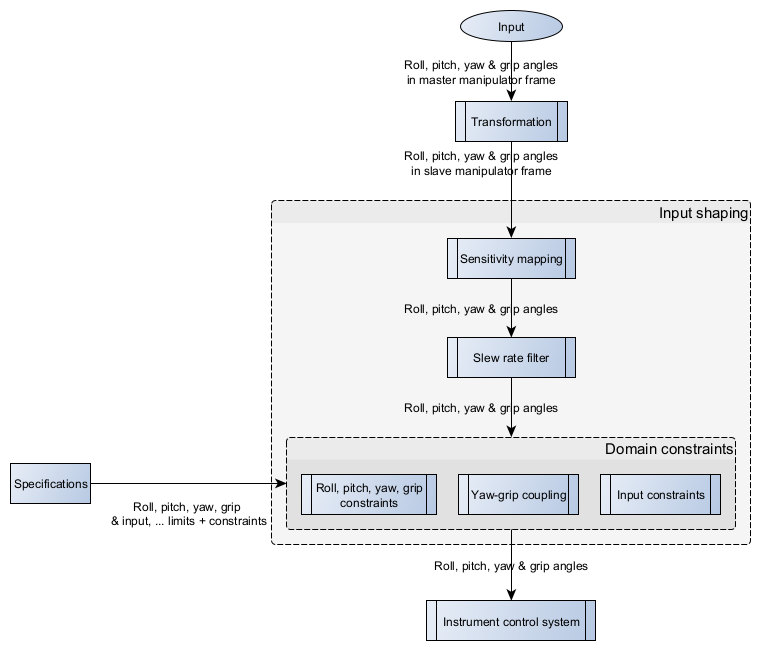 Input
Roll, pitch, yaw & grip angles
in master manipulator frame
Transformation
Roll, pitch, yaw & grip angles
in slave manipulator frame
Input shaping
Sensitivity mapping
Roll, pitch, yaw & grip angles
Slew rate filter
Roll, pitch, yaw & grip angles
Domain constraints
Specifications
Roll, pitch, yaw, grip
& input, ... limits + constraints
Roll, pitch, yaw, grip
constraints
Yaw-grip coupling
Input constraints
Roll, pitch, yaw & grip angles
Instrument control system